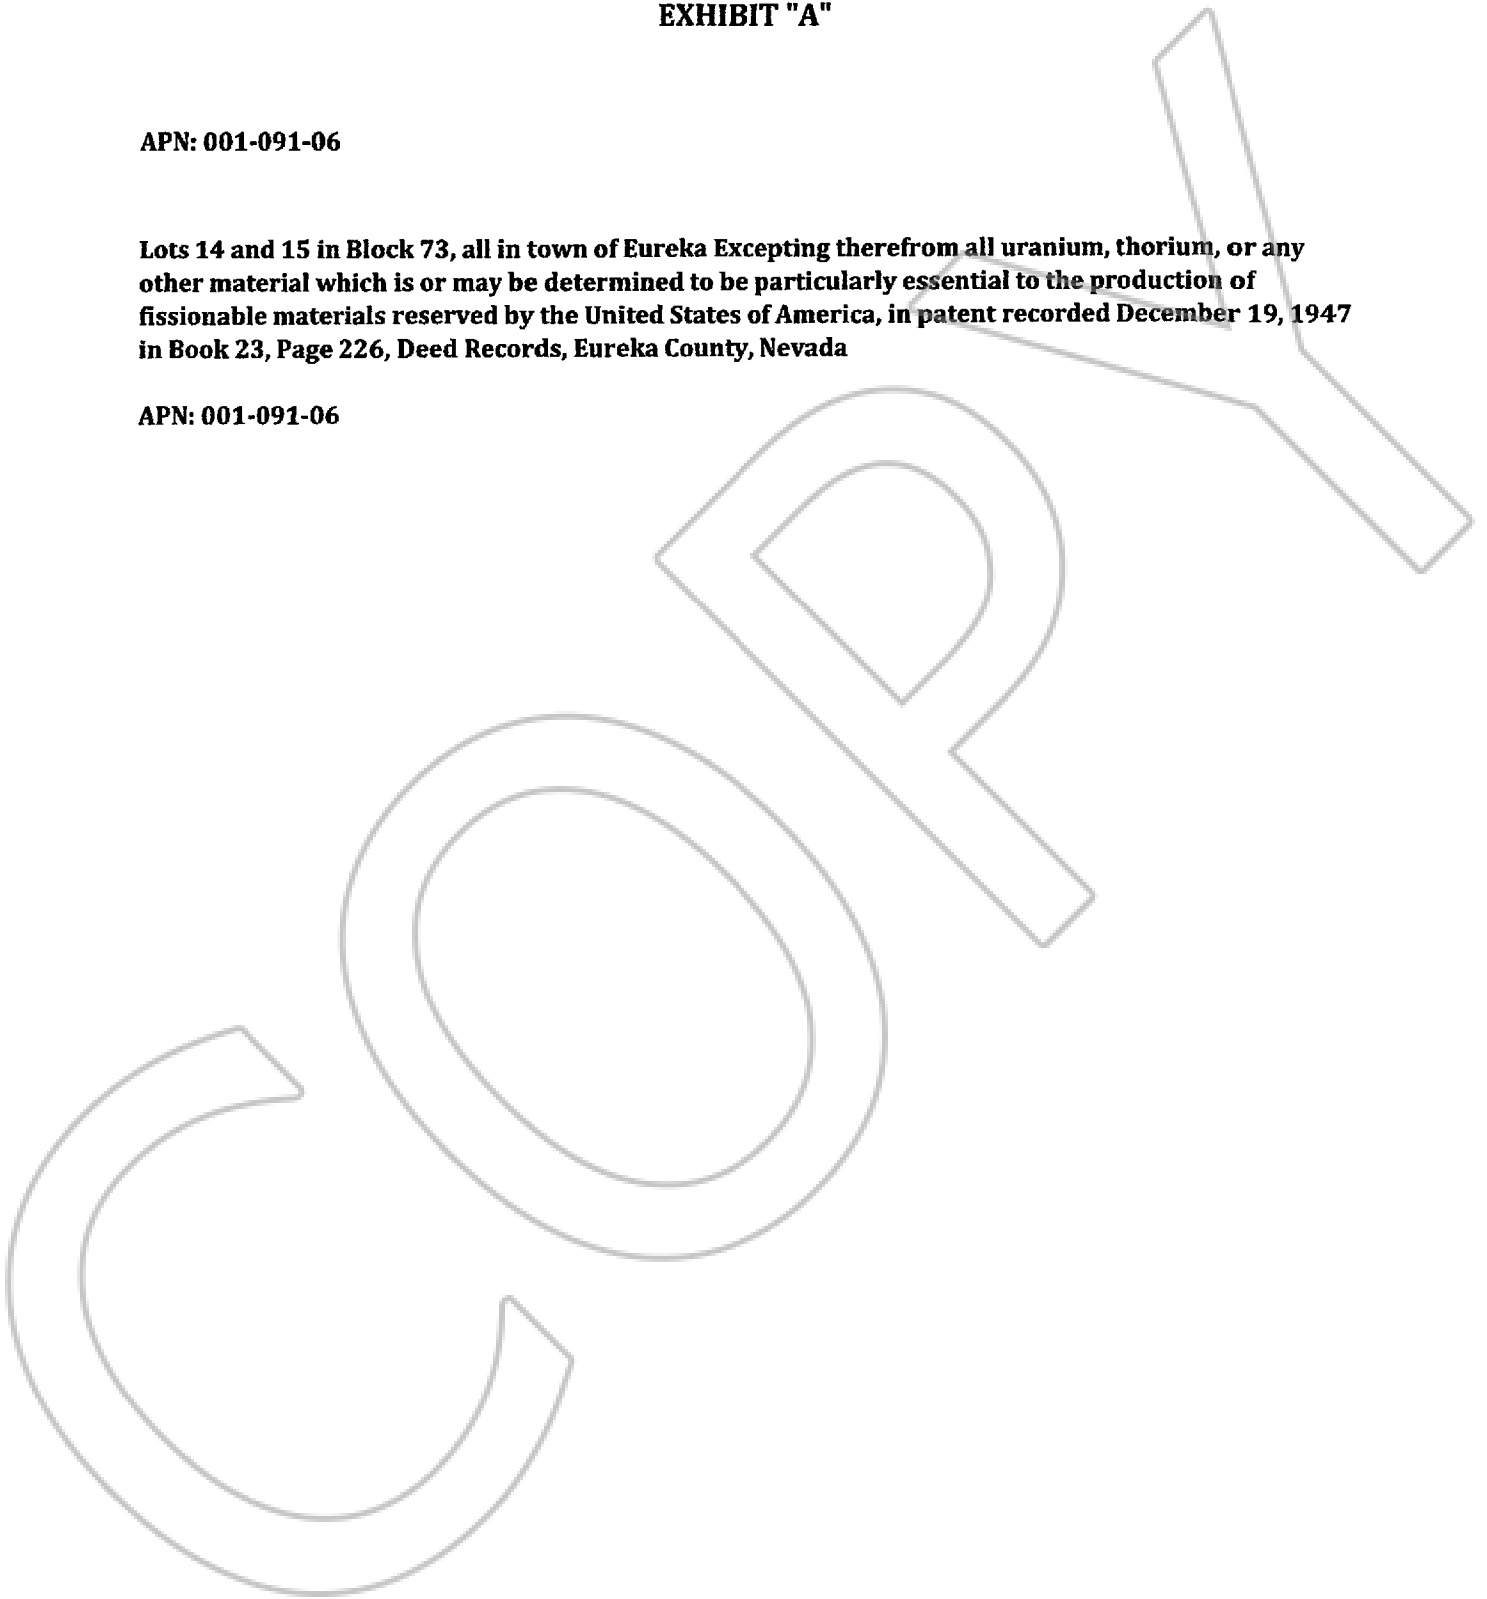 EXHIBIT "A"
APN: 001-091-06
Lots 14 and 15 in Block 73, all in town of Eureka Excepting therefrom all uranium, thorium, or any
other material which is or may be determined to be particularly essential to the production of
fissionable materials reserved by the United States of America, in patent recorded December 19, 1947
in Book 23, Page 226, Deed Records, Eureka County, Nevada
APN: 001-091-06
COPY